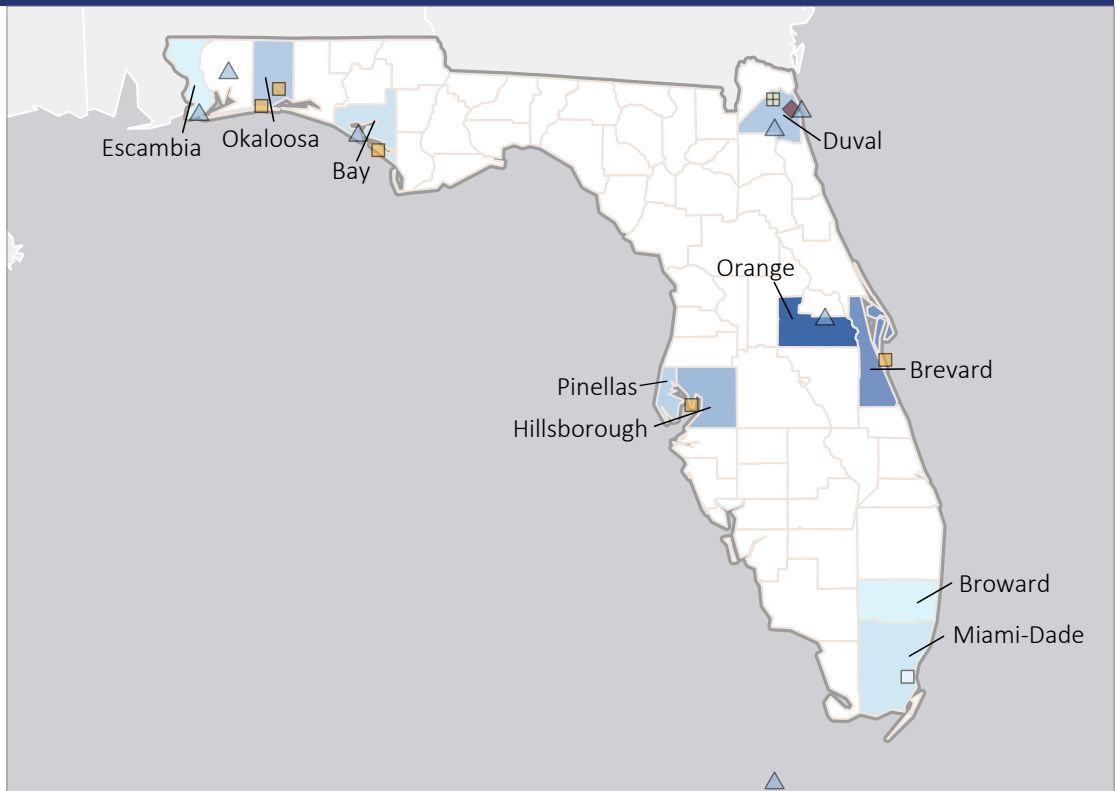 Escambia
Okaloosa
Bay
Duval
Orange
Brevard
Pinellas
Hillsborough
Broward
Miami-Dade